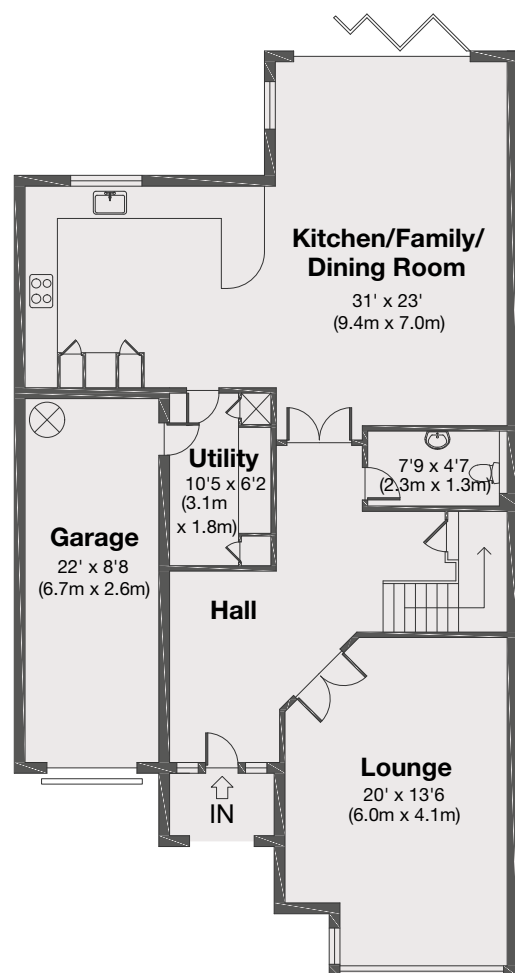 Kitchen/Family/
Dining Room
31' x 23'
(9.4m x 7.0m)
Utility
10'5 x 6'2
(3.1m
x 1.8m)
7'9 x 4'7
(2.3m x 1.3m)
Garage
22' x 8'8
(6.7m x 2.6m)
Hall
Lounge
20' x 13'6
(6.0m x 4.1m)
IN